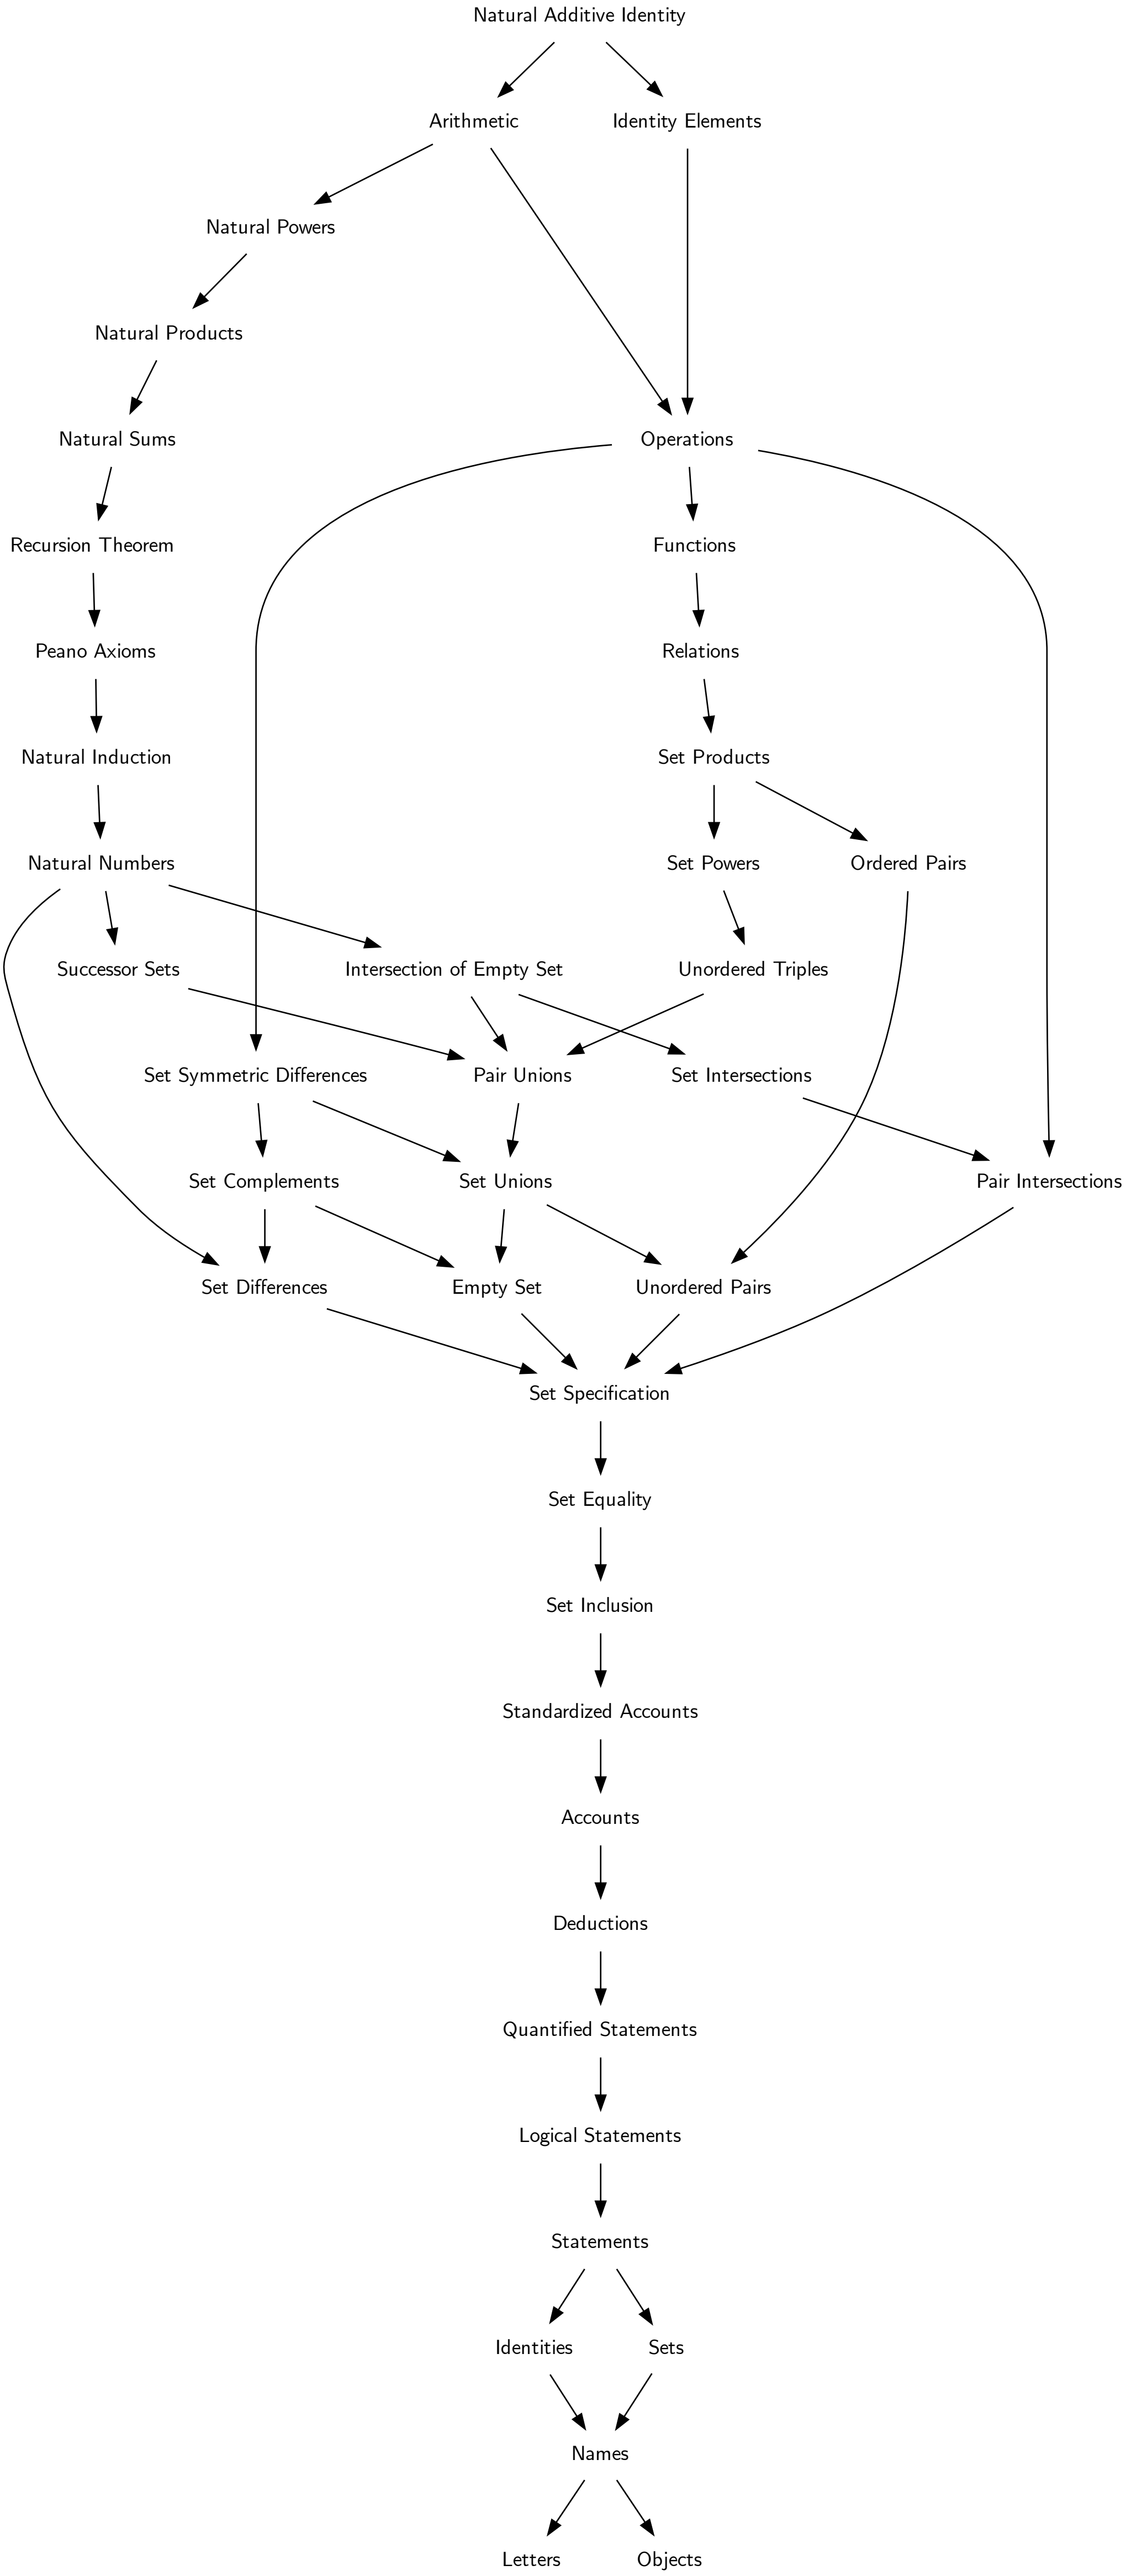 Natural Additive Identity
Arithmetic
Identity Elements
Natural Powers
Natural Products
Natural Sums
Operations
Recursion Theorem
Functions
Peano Axioms
Relations
Natural Induction
Set Products
Natural Numbers
Set Powers
Ordered Pairs
Successor Sets
Intersection of Empty Set
Unordered Triples
Set Symmetric Differences
Pair Unions
Set Intersections
Set Complements
Set Unions
Pair Intersections
Set Differences
Empty Set
Unordered Pairs
Set Specification
Set Equality
Set Inclusion
Standardized Accounts
Accounts
Deductions
Quantified Statements
Logical Statements
Statements
Identities
Sets
Names
Letters
Objects